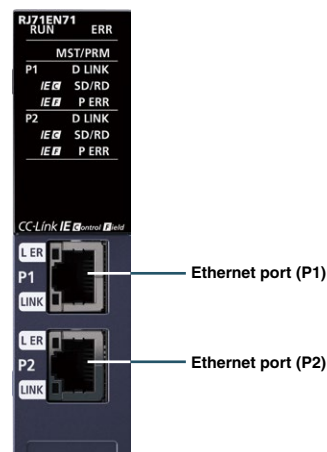 RJ71EN71
RUN ERR
MST/PRM
P1 D LINK
IE C SD/RD
IE F P ERR
P2 D LINK
IE C SD/RD
IE F P ERR
CC-Link IE Control Field
L ER
P1
LINK
Ethernet port (P1)
L ER
P2
LINK
Ethernet port (P2)